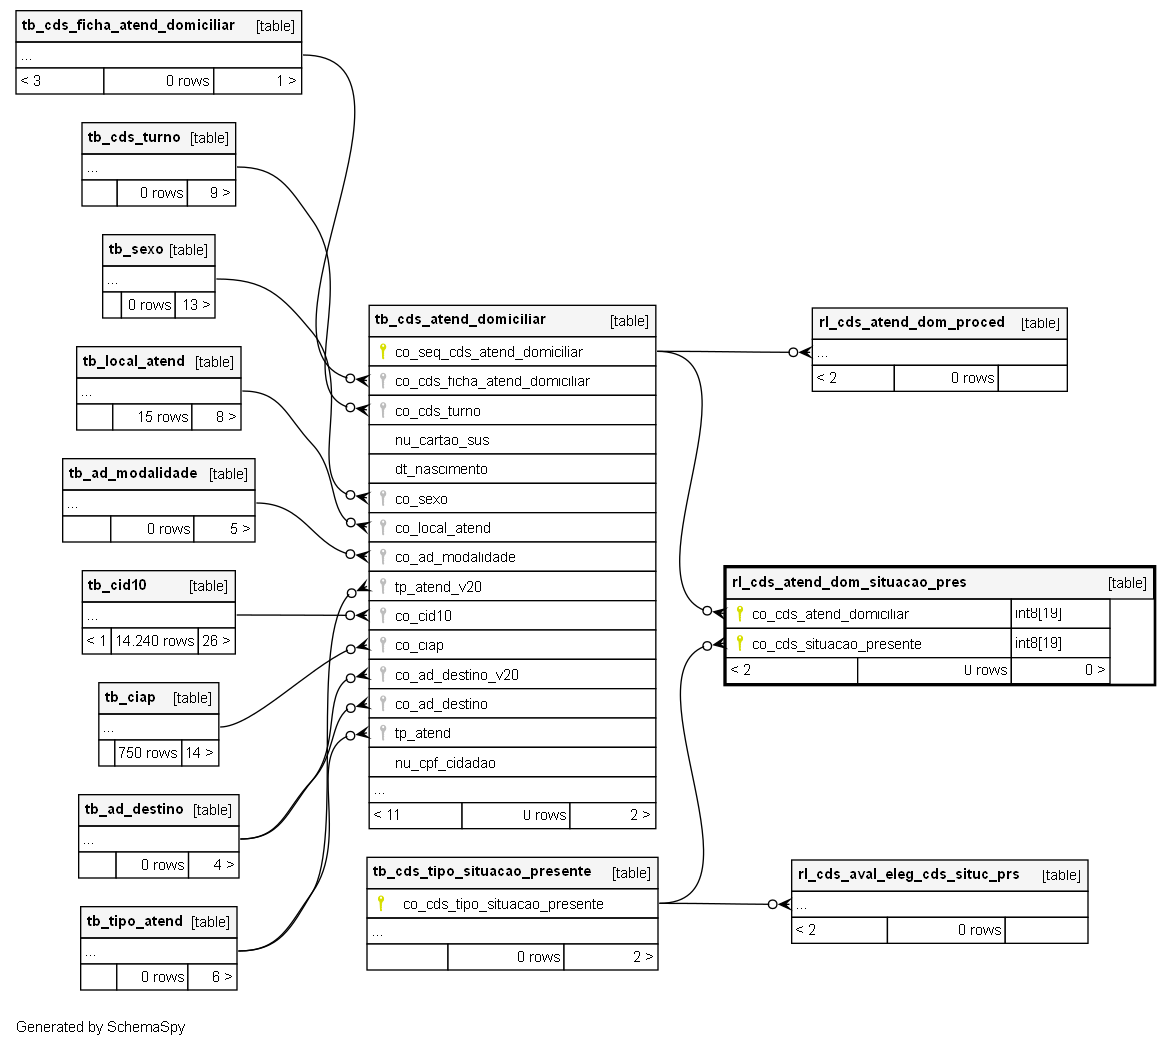 tb_cds_ficha_atend_domiciliar [table]
...
< 3 0 rows 1 >
tb_cds_turno [table]
...
0 rows 9 >
tb_sexo [table]
...
0 rows 13 >
tb_local_atend [table]
...
15 rows 8 >
tb_ad_modalidade [table]
...
0 rows 5 >
tb_cid10 [table]
...
< 1 14.240 rows 26 >
tb_ciap [table]
...
750 rows 14 >
tb_ad_destino [table]
...
0 rows 4 >
tb_tipo_atend [table]
...
0 rows 6 >
tb_cds_atend_domiciliar [table]
co_seq_cds_atend_domiciliar
co_cds_ficha_atend_domiciliar
co_cds_turno
nu_cartao_sus
dt_nascimento
co_sexo
co_local_atend
co_ad_modalidade
tp_atend_v20
co_cid10
co_ciap
co_ad_destino_v20
co_ad_destino
tp_atend
nu_cpf_cidadao
...
< 11 0 rows 2 >
tb_cds_tipo_situacao_presente [table]
co_cds_tipo_situacao_presente
...
0 rows 2 >
rl_cds_atend_dom_proced [table]
...
< 2 0 rows
rl_cds_atend_dom_situacao_pres [table]
co_cds_atend_domiciliar int8[19]
co_cds_situacao_presente int8[19]
< 2 0 rows 0 >
rl_cds_aval_eleg_cds_situc_prs [table]
...
< 2 0 rows
Generated by SchemaSpy